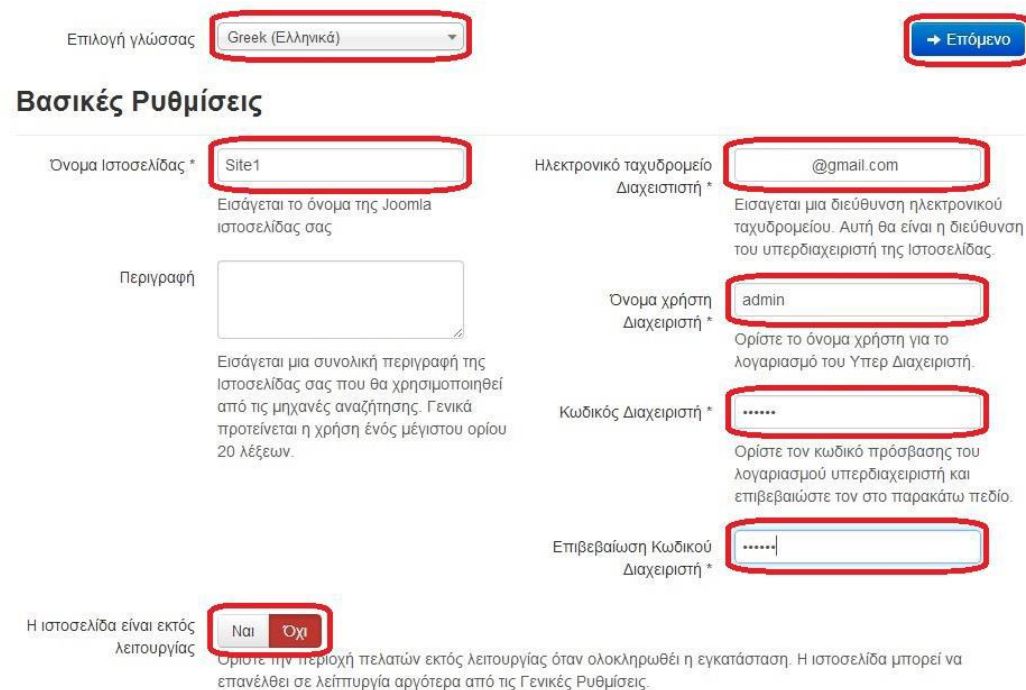 Επιλογή γλώσσας
Greek (Ελληνικά)
Επόμενο
Βασικές Ρυθμίσεις
Όνομα Ιστοσελίδας *
Site1
Εισάγεται το όνομα της Joomla
ιστοσελίδας σας
Περιγραφή
Εισάγεται μια συνολική περιγραφή της
Ιστοσελίδας σας που θα χρησιμοποιηθεί
από τις μηχανές αναζήτησης. Γενικά
προτείνεται η χρήση ένός μέγιστου ορίου
20 λέξεων.
Ηλεκτρονικό ταχυδρομείο
Διαχειστιστή *
@gmail.com
Εισαγεται μια διεύθυνση ηλεκτρονικού
ταχυδρομείου. Αυτή θα είναι η διεύθυνση
του υπερδιαχειριστή της Ιστοσελίδας.
Όνομα χρήστη
Διαχειριστή *
admin
Ορίστε το όνομα χρήστη για το
λογαριασμό του Υπερ Διαχειριστή.
Κωδικός Διαχειριστή *
••••••
Ορίστε τον κωδικό πρόσβασης του
λογαριασμού υπερδιαχειριστή και
επιβεβαιώστε τον στο παρακάτω πεδίο.
Επιβεβαίωση Κωδικού
Διαχειριστή *
••••••
Η ιστοσελίδα είναι εκτός
λειτουργίας
Ναι Όχι
Ορίστε την περιοχή πελατών εκτός λειτουργίας όταν ολοκληρωθέι η εγκατάσταση. Η ιστοσελίδα μπορεί να
επανέλθει σε λείτπυργία αργότερα από τις Γενικές Ρυθμίσεις.